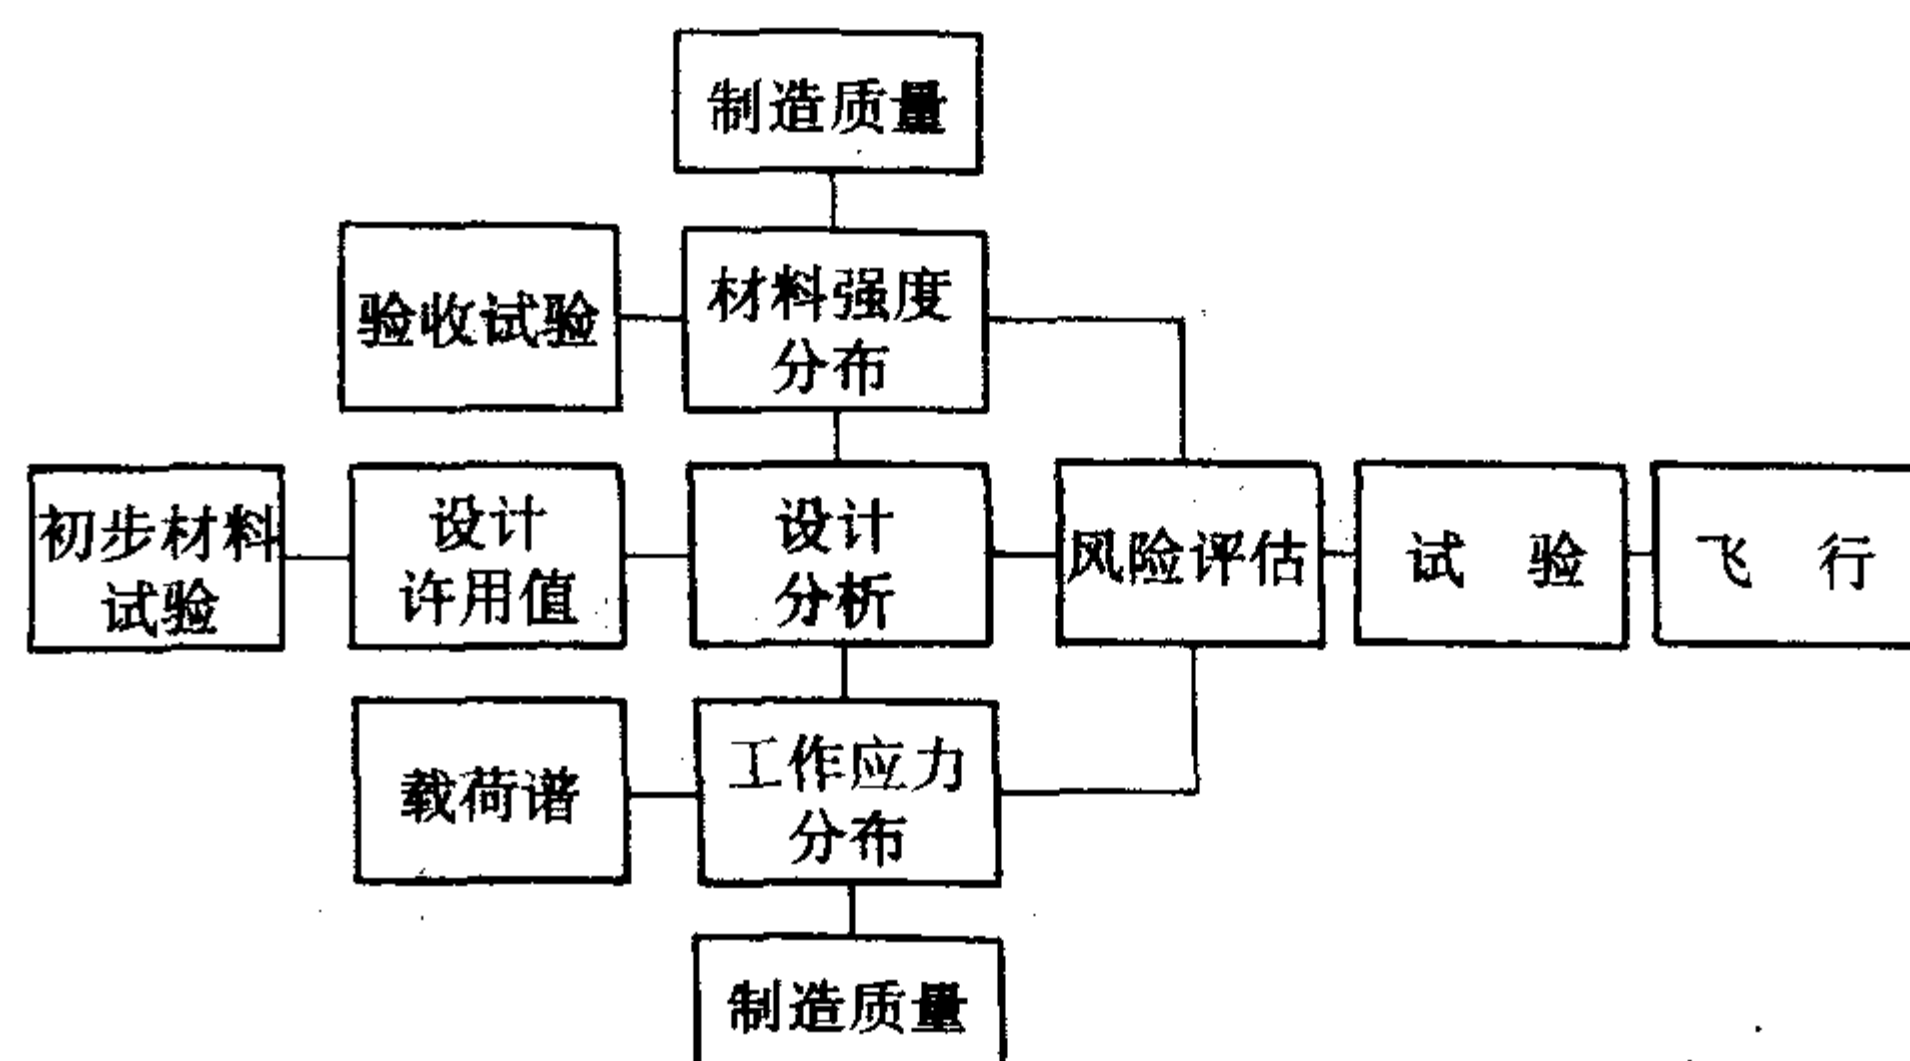 制造质量
验收试验
材料强度
分布
初步材料
试验
设计
许用值
设计
分析
风险评估
试 验
飞 行
载荷谱
工作应力
分布
制造质量